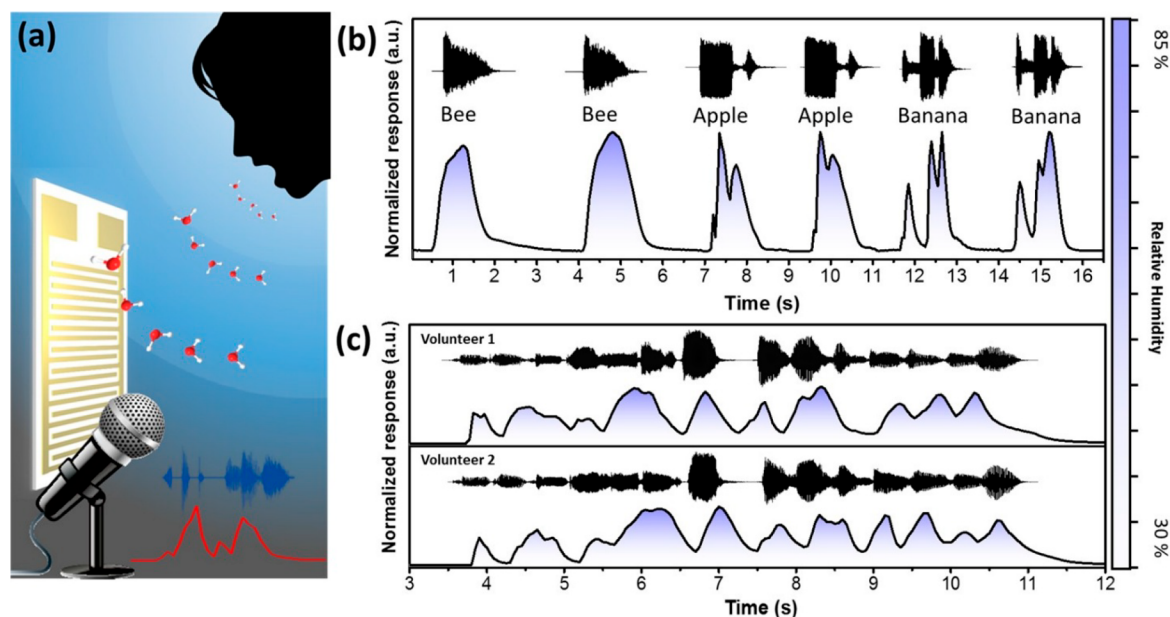 (a)
(b)
Normalized response (a.u.)
Bee Bee Apple Apple Banana Banana
1 2 3 4 5 6 7 8 9 10 11 12 13 14 15 16
Time (s)
(c)
Normalized response (a.u.)
Volunteer 1
Volunteer 2
3 4 5 6 7 8 9 10 11 12
Time (s)
85 %
Relative Humidity
30 %